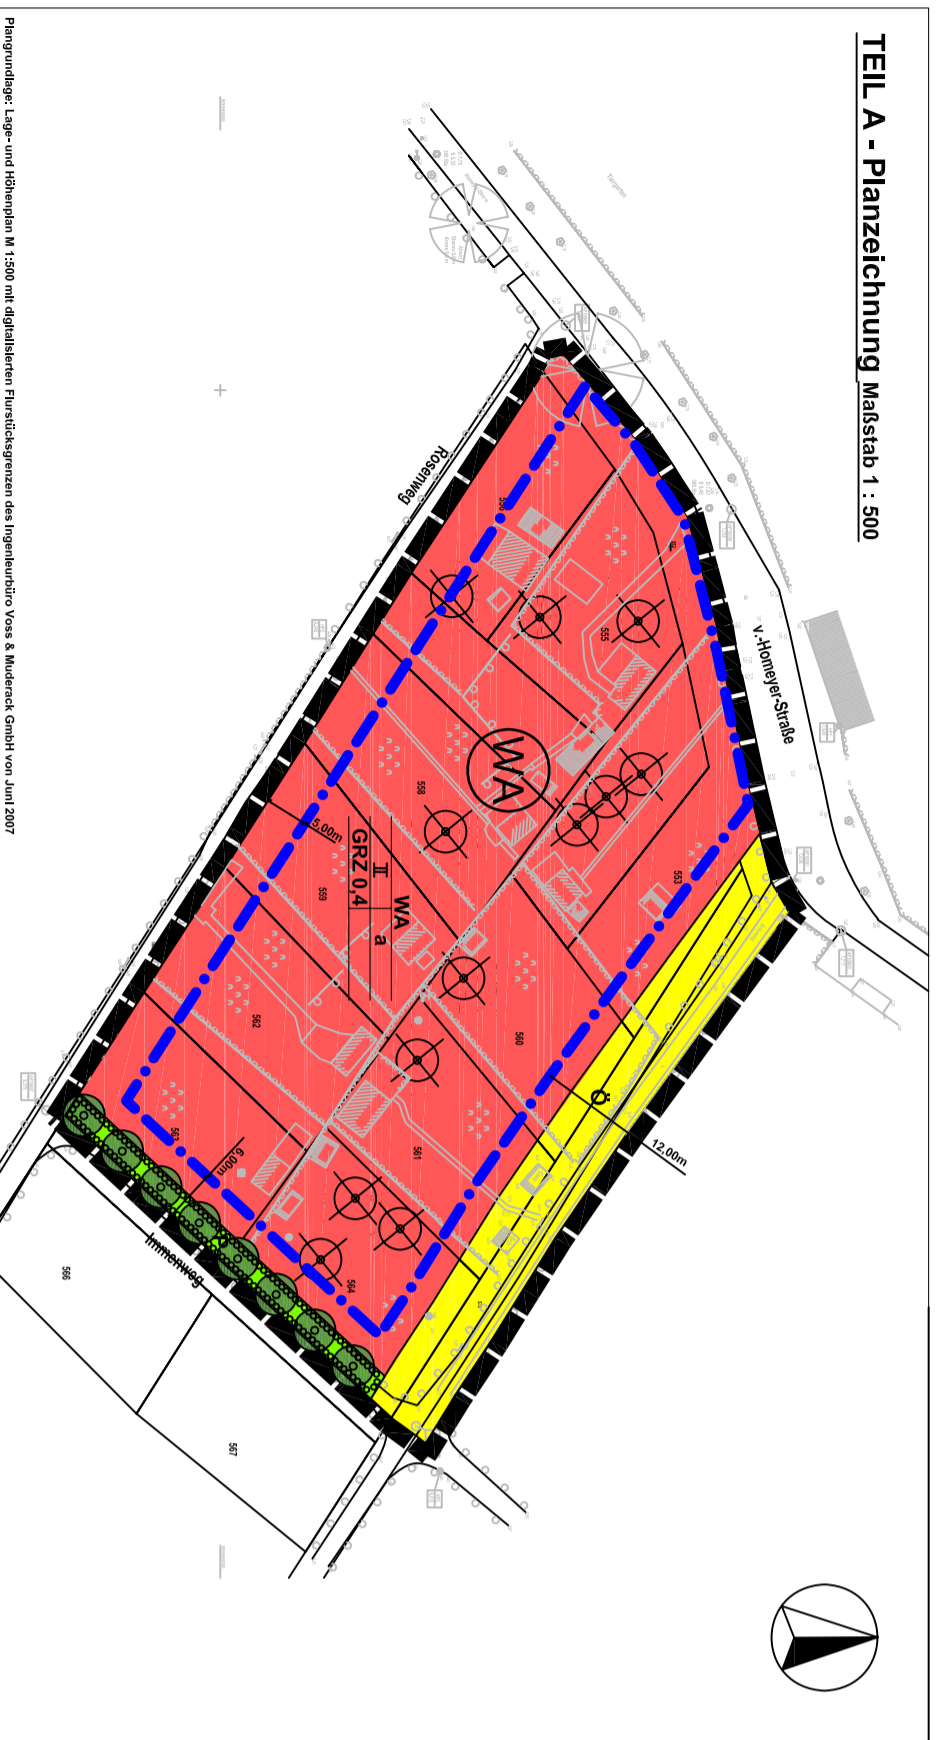 TEIL A - Planzeichnung Maßstab 1 : 500
Tiergarten
v.-Homeyer-Straße
Rosenweg
556
555
WA
558
553
5,00m
559
WA
II a
GRZ 0,4
560
562
Ö
12,00m
561
563
6,00m
564
Immenweg
566
567
Plangrundlage: Lage- und Höhenplan M 1:500 mit digitalisierten Flurstücksgrenzen des Ingenieurbüro Voss & Muderack GmbH von Juni 2007